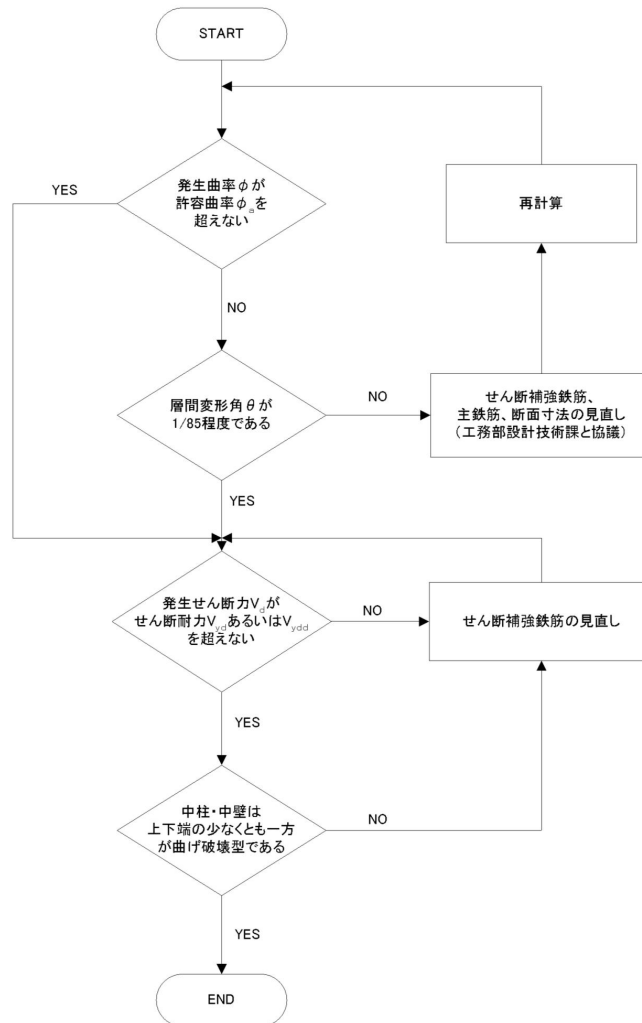 START
YES
発生曲率φが
許容曲率φaを
超えない
再計算
NO
層間変形角θが
1/85程度である
NO
せん断補強鉄筋、
主鉄筋、断面寸法の見直し
(工務部設計技術課と協議)
YES
発生せん断力Vdが
せん断耐力VydあるいはVydd
を超えない
NO
せん断補強鉄筋の見直し
YES
中柱・中壁は
上下端の少なくとも一方
が曲げ破壊型である
NO
YES
END